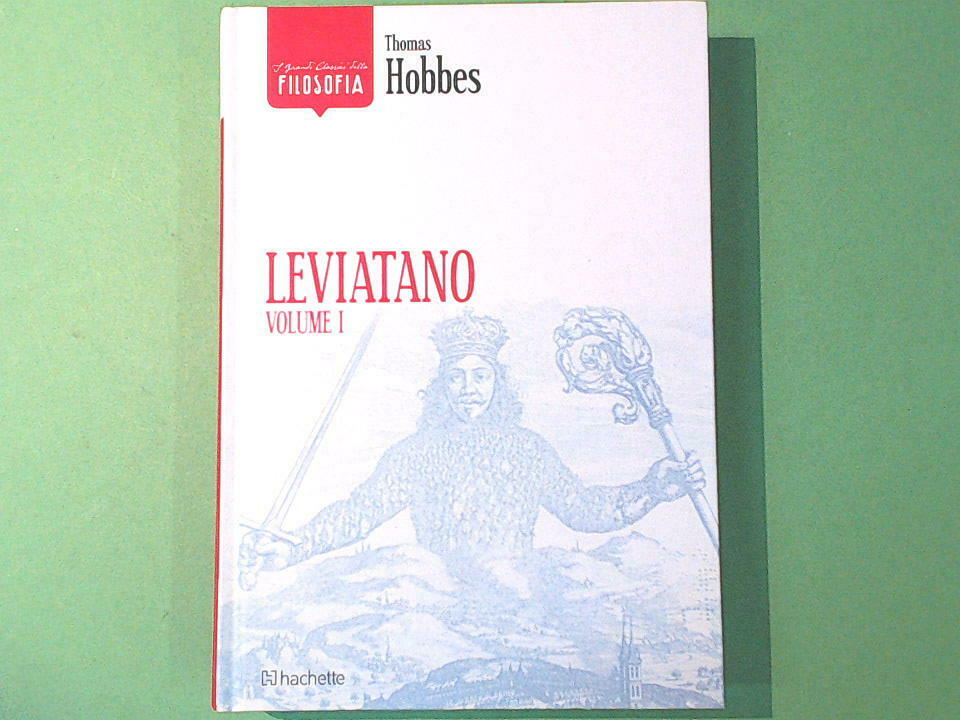 I Grandi Classici della
FILOSOFIA
Thomas
Hobbes
LEVIATANO
VOLUME I
hachette